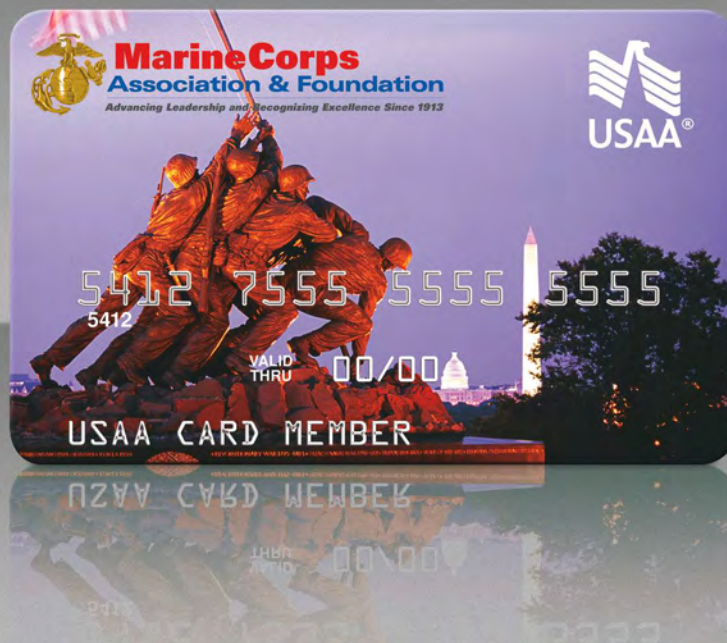 MarineCorps
Association & Foundation
Advancing Leadership and Recognizing Excellence Since 1913
USAA®
5412 7555 5555 5555
5412
VALID
THRU
00/00
USAA CARD MEMBER